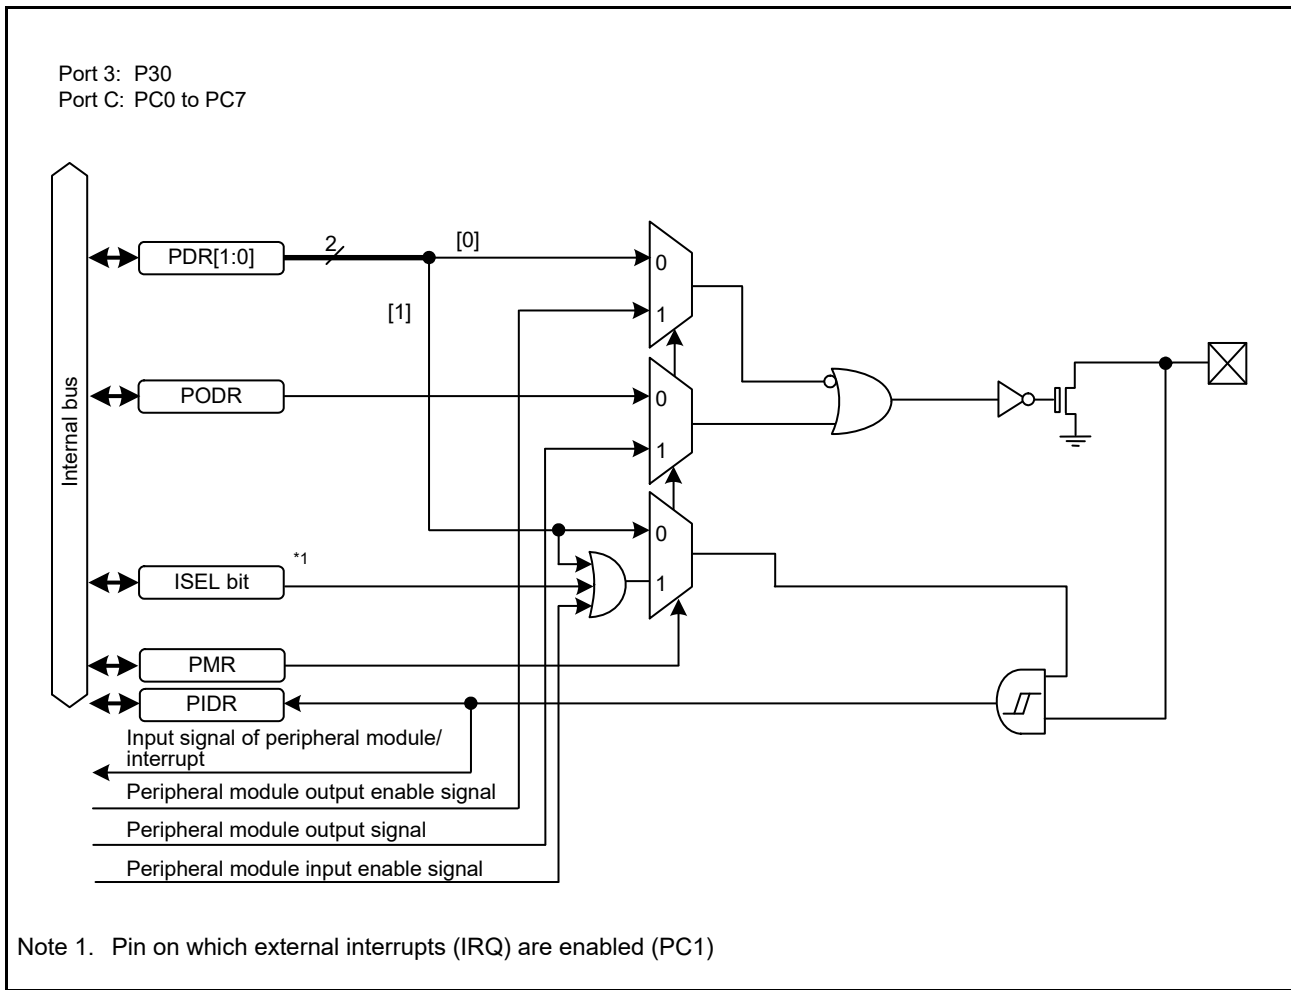 Port 3: P30
Port C: PC0 to PC7
Internal bus
PDR[1:0]
2
[0]
[1]
0
1
PODR
0
1
ISEL bit
*1
0
1
PMR
PIDR
Input signal of peripheral module/
interrupt
Peripheral module output enable signal
Peripheral module output signal
Peripheral module input enable signal
Note 1. Pin on which external interrupts (IRQ) are enabled (PC1)